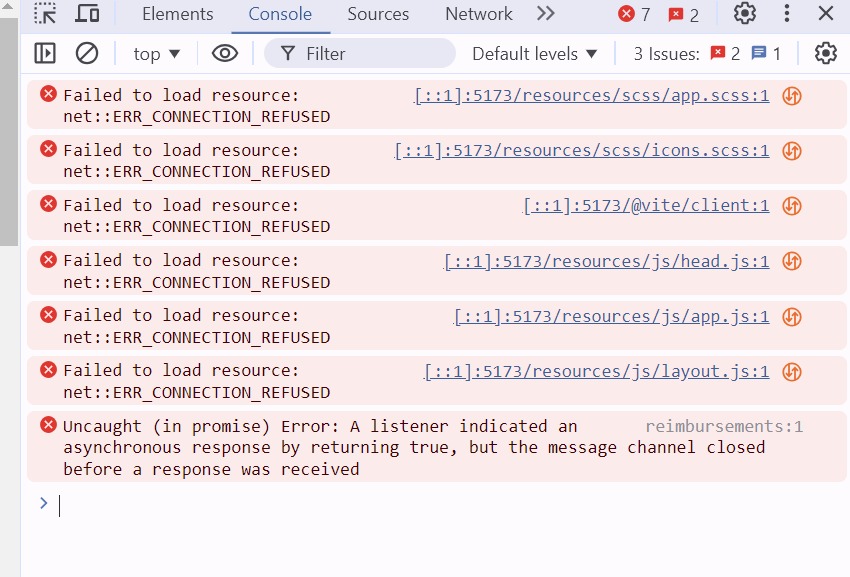 Elements Console Sources Network 7 2
top Filter Default levels 3 Issues: 2 1
Failed to load resource: [::1]:5173/resources/scss/app.scss:1
net::ERR_CONNECTION_REFUSED
Failed to load resource: [::1]:5173/resources/scss/icons.scss:1
net::ERR_CONNECTION_REFUSED
Failed to load resource: [::1]:5173/@vite/client:1
net::ERR_CONNECTION_REFUSED
Failed to load resource: [::1]:5173/resources/js/head.js:1
net::ERR_CONNECTION_REFUSED
Failed to load resource: [::1]:5173/resources/js/app.js:1
net::ERR_CONNECTION_REFUSED
Failed to load resource: [::1]:5173/resources/js/layout.js:1
net::ERR_CONNECTION_REFUSED
Uncaught (in promise) Error: A listener indicated an reimbursements:1
asynchronous response by returning true, but the message channel closed
before a response was received